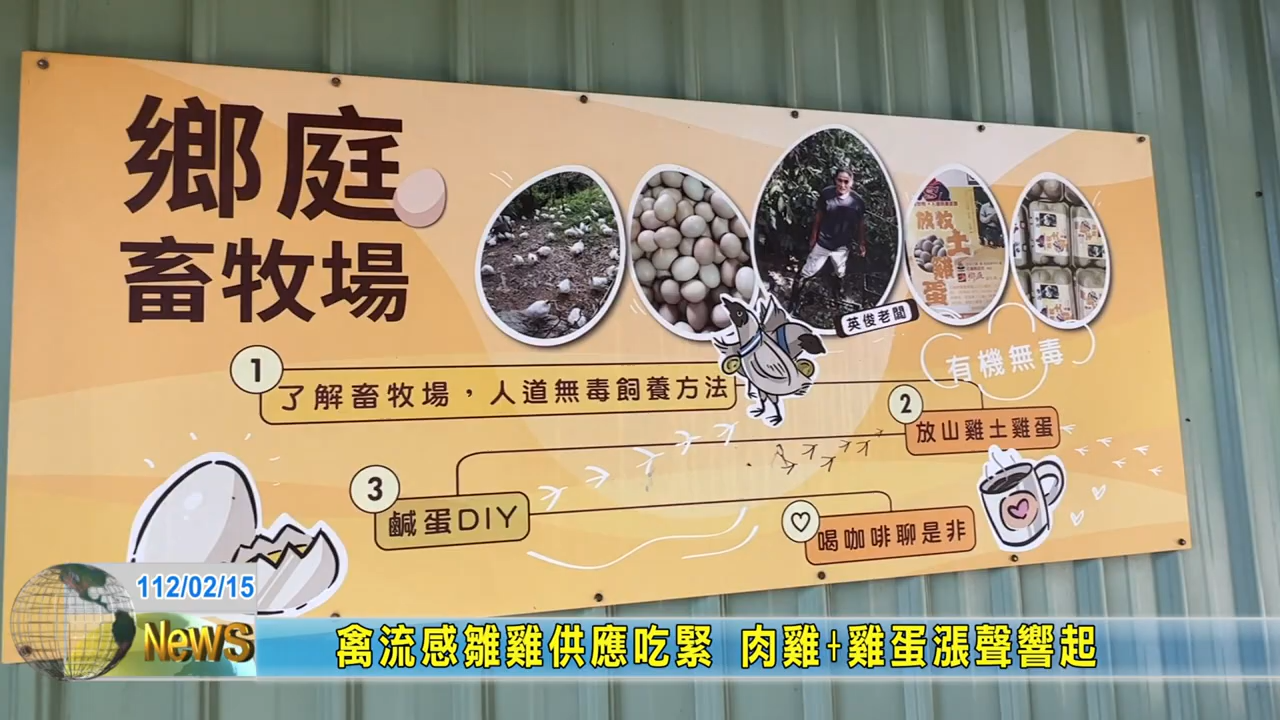 鄉庭
畜牧場
放牧
土雞蛋
英俊老闆
有機無毒
1
了解畜牧場，人道無毒飼養方法
2
放山雞土雞蛋
3
鹹蛋DIY
喝咖啡聊是非
112/02/15
NewS
禽流感雛雞供應吃緊 肉雞+雞蛋漲聲響起